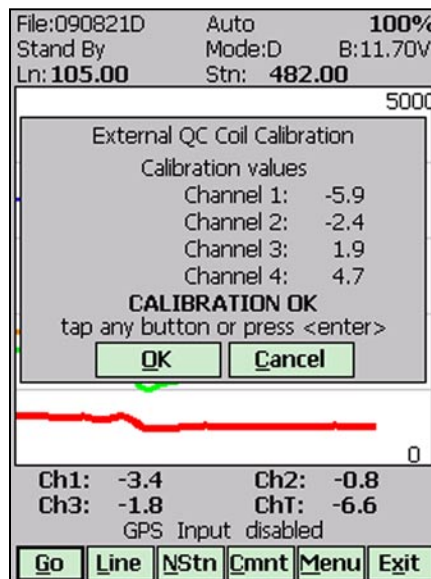 File:090821D Auto 100%
Stand By Mode:D B:11.70V
Ln: 105.00 Stn: 482.00
5000
External QC Coil Calibration
Calibration values
Channel 1: -5.9
Channel 2: -2.4
Channel 3: 1.9
Channel 4: 4.7
CALIBRATION OK
tap any button or press <enter>
OK Cancel
0
Ch1: -3.4 Ch2: -0.8
Ch3: -1.8 ChT: -6.6
GPS Input disabled
Go Line NStn Cmnt Menu Exit